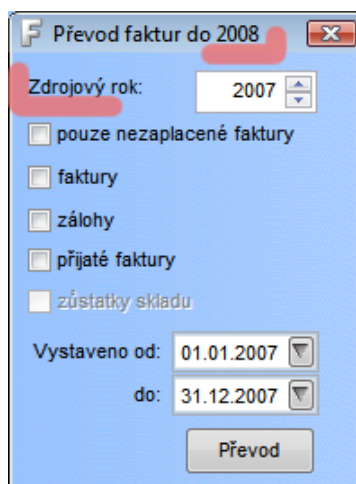 Převod faktur do 2008
Zdrojový rok: 2007
pouze nezaplacené faktury
faktury
zálohy
přijaté faktury
zůstatky skladu
Vystaveno od: 01.01.2007
do: 31.12.2007
Převod